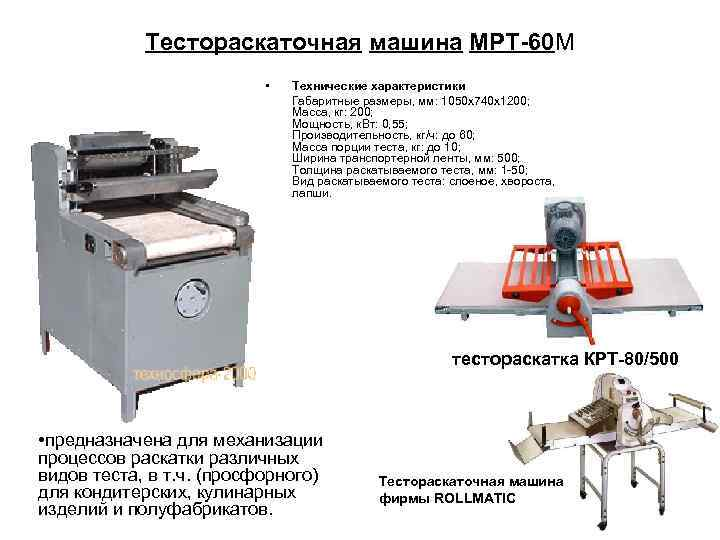 Тестораскаточная машина МРТ-60М
• Технические характеристики
Габаритные размеры, мм: 1050х740х1200;
Масса, кг: 200;
Мощность, кВт: 0,55;
Производительность, кг/ч: до 60;
Масса порции теста, кг: до 10;
Ширина транспортерной ленты, мм: 500;
Толщина раскатываемого теста, мм: 1-50;
Вид раскатываемого теста: слоеное, хвороста,
лапши.
техносфера-2000
тестораскатка КРТ-80/500
•предназначена для механизации
процессов раскатки различных
видов теста, в т.ч. (просфорного)
для кондитерских, кулинарных
изделий и полуфабрикатов.
Тестораскаточная машина
фирмы ROLLMATIC